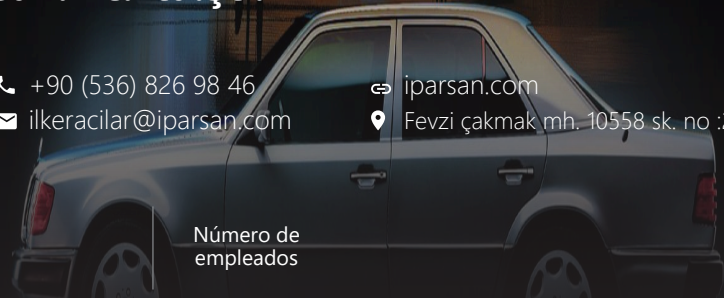 +90 (536) 826 98 46
iparsan.com
ilkeracilar@iparsan.com
Fevzi çakmak mh. 10558 sk. no :
Número de
empleados